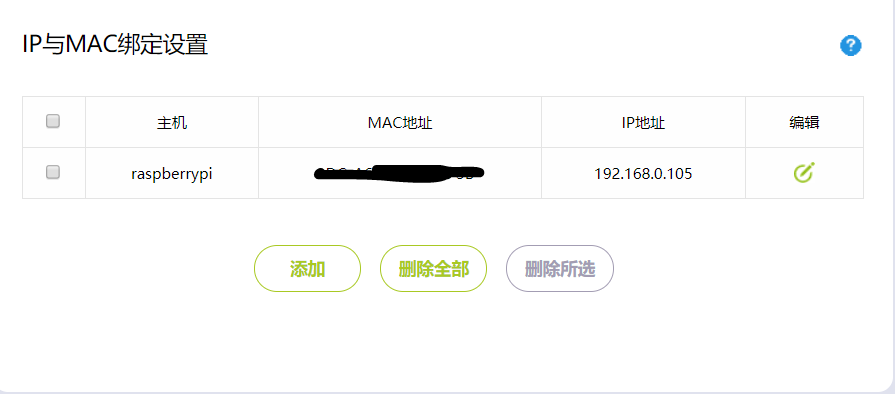 IP与MAC绑定设置
主机 MAC地址 IP地址 编辑
raspberrypi 192.168.0.105
添加 删除全部 删除所选